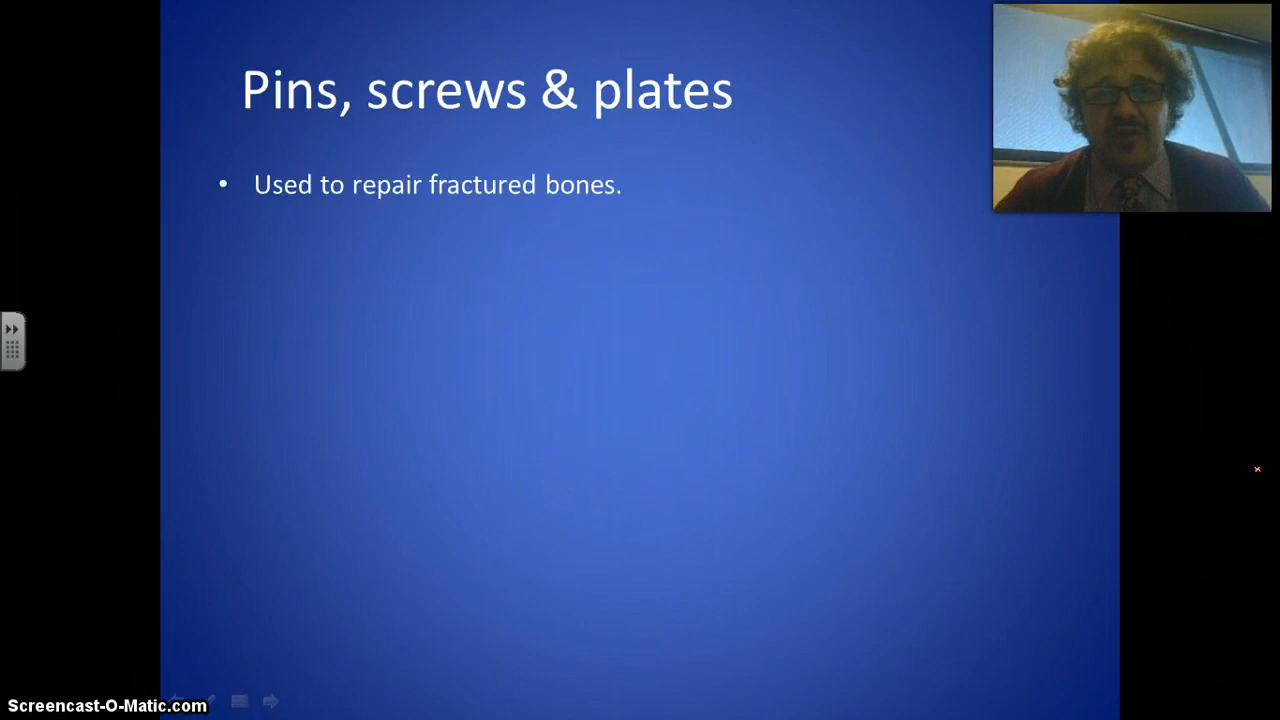 Pins, screws & plates
• Used to repair fractured bones.
Screencast-O-Matic.com